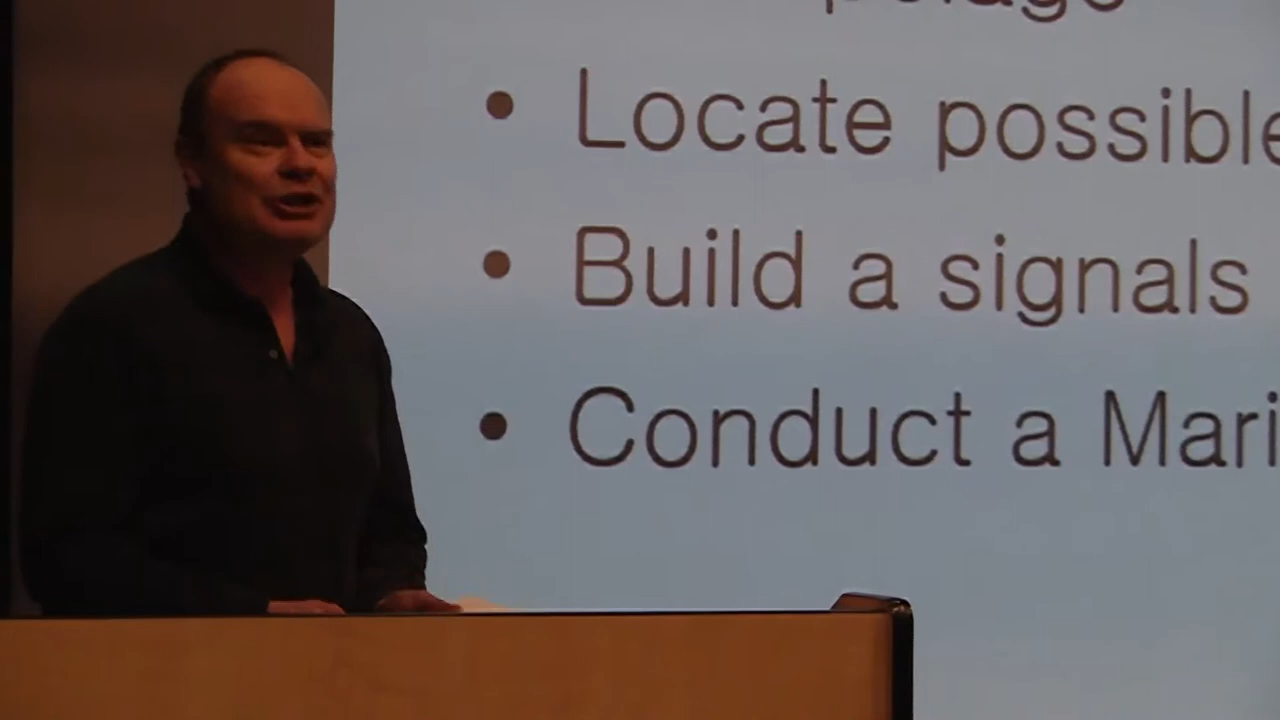 • Locate possible
• Build a signals
• Conduct a Mari